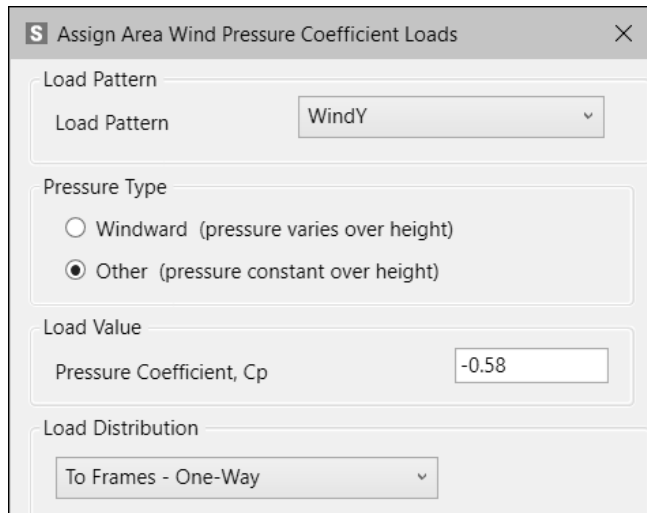 S Assign Area Wind Pressure Coefficient Loads
Load Pattern
Load Pattern WindY
Pressure Type
Windward (pressure varies over height)
Other (pressure constant over height)
Load Value
Pressure Coefficient, Cp -0.58
Load Distribution
To Frames - One-Way